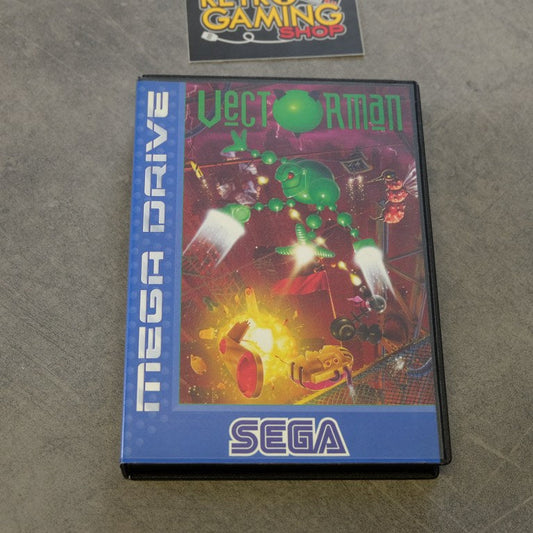 RETRO
GAMING
SHOP
VECTORMAN
MEGA DRIVE
SEGA